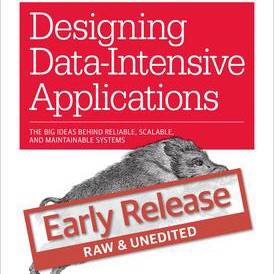 Designing
Data-Intensive
Applications
THE BIG IDEAS BEHIND RELIABLE, SCALABLE,
AND MAINTAINABLE SYSTEMS
Early Release
RAW & UNEDITED